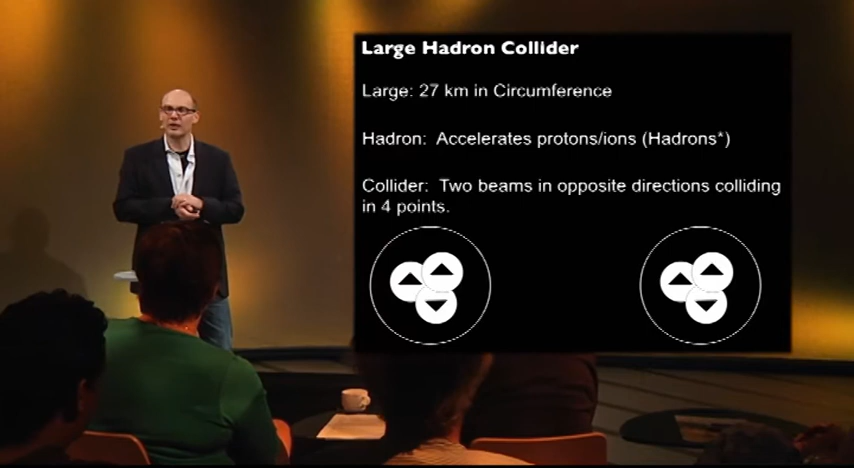 Large Hadron Collider
Large: 27 km in Circumference
Hadron: Accelerates protons/ions (Hadrons*)
Collider: Two beams in opposite directions colliding
in 4 points.